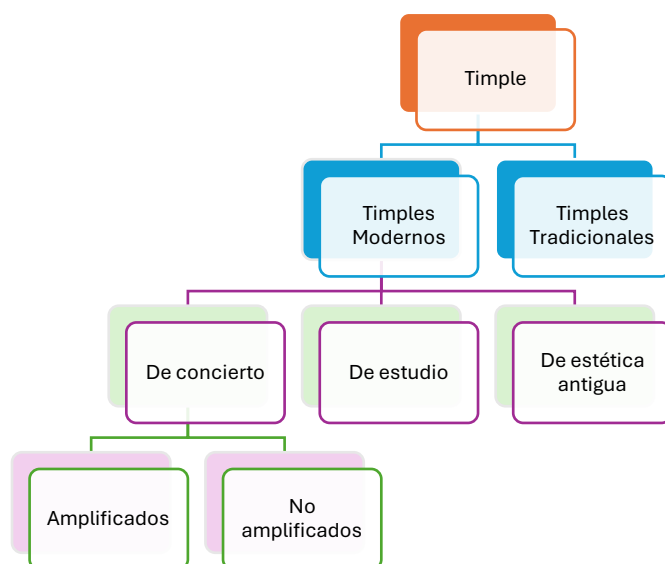 Timple
Timples
Modernos
Timples
Tradicionales
De concierto
De estudio
De estética
antigua
Amplificados
No
amplificados